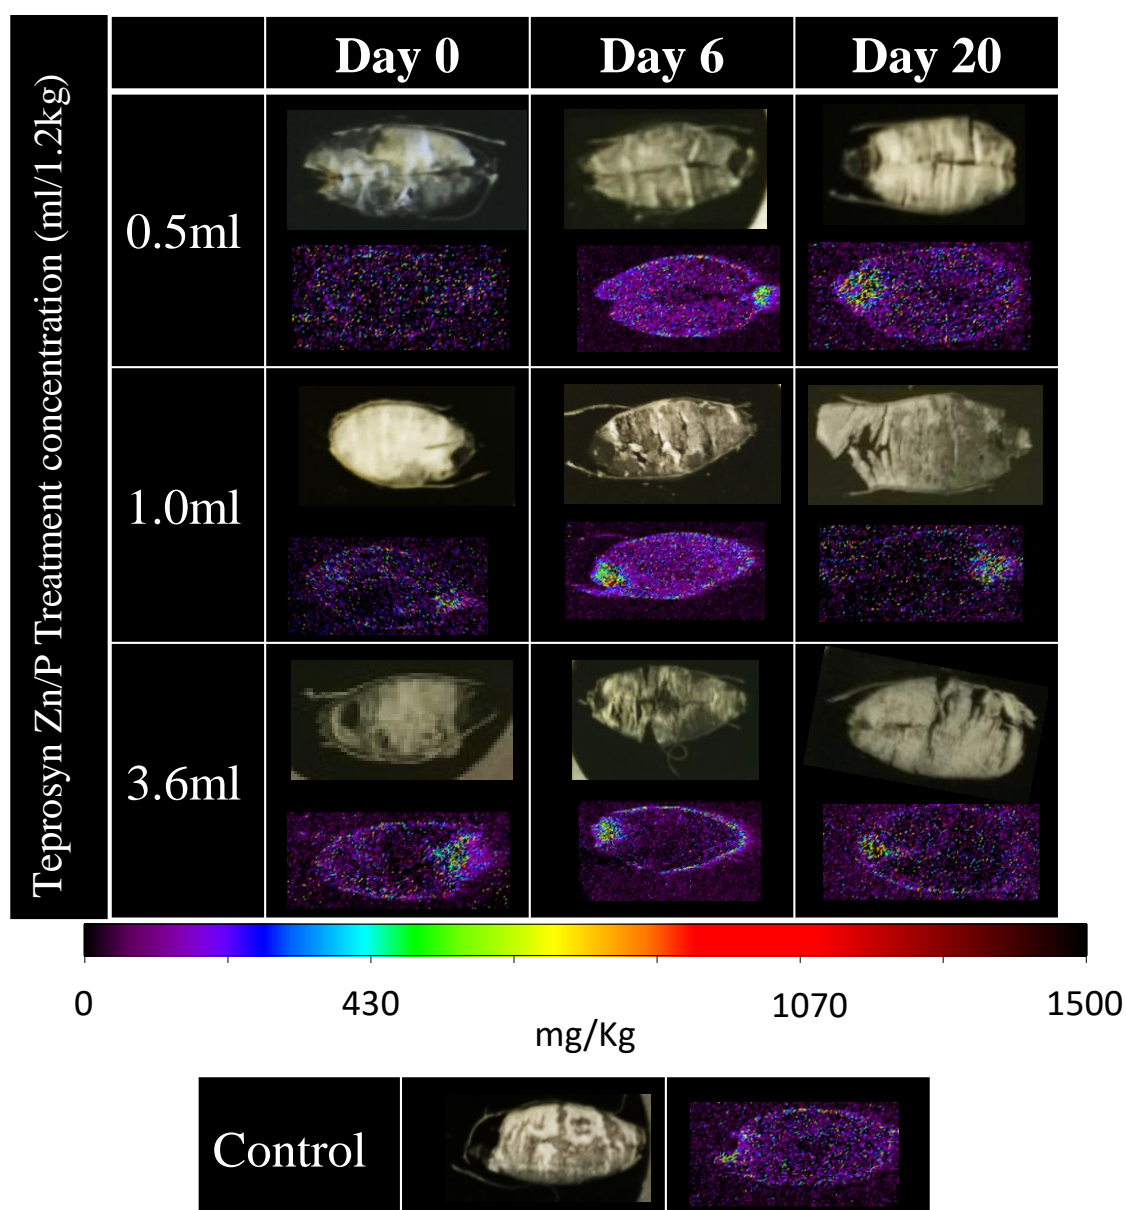 Teprosyn Zn/P Treatment concentration (ml/1.2kg)
Day 0
Day 6
Day 20
0.5ml
1.0ml
3.6ml
0
430
1070
1500
mg/Kg
Control